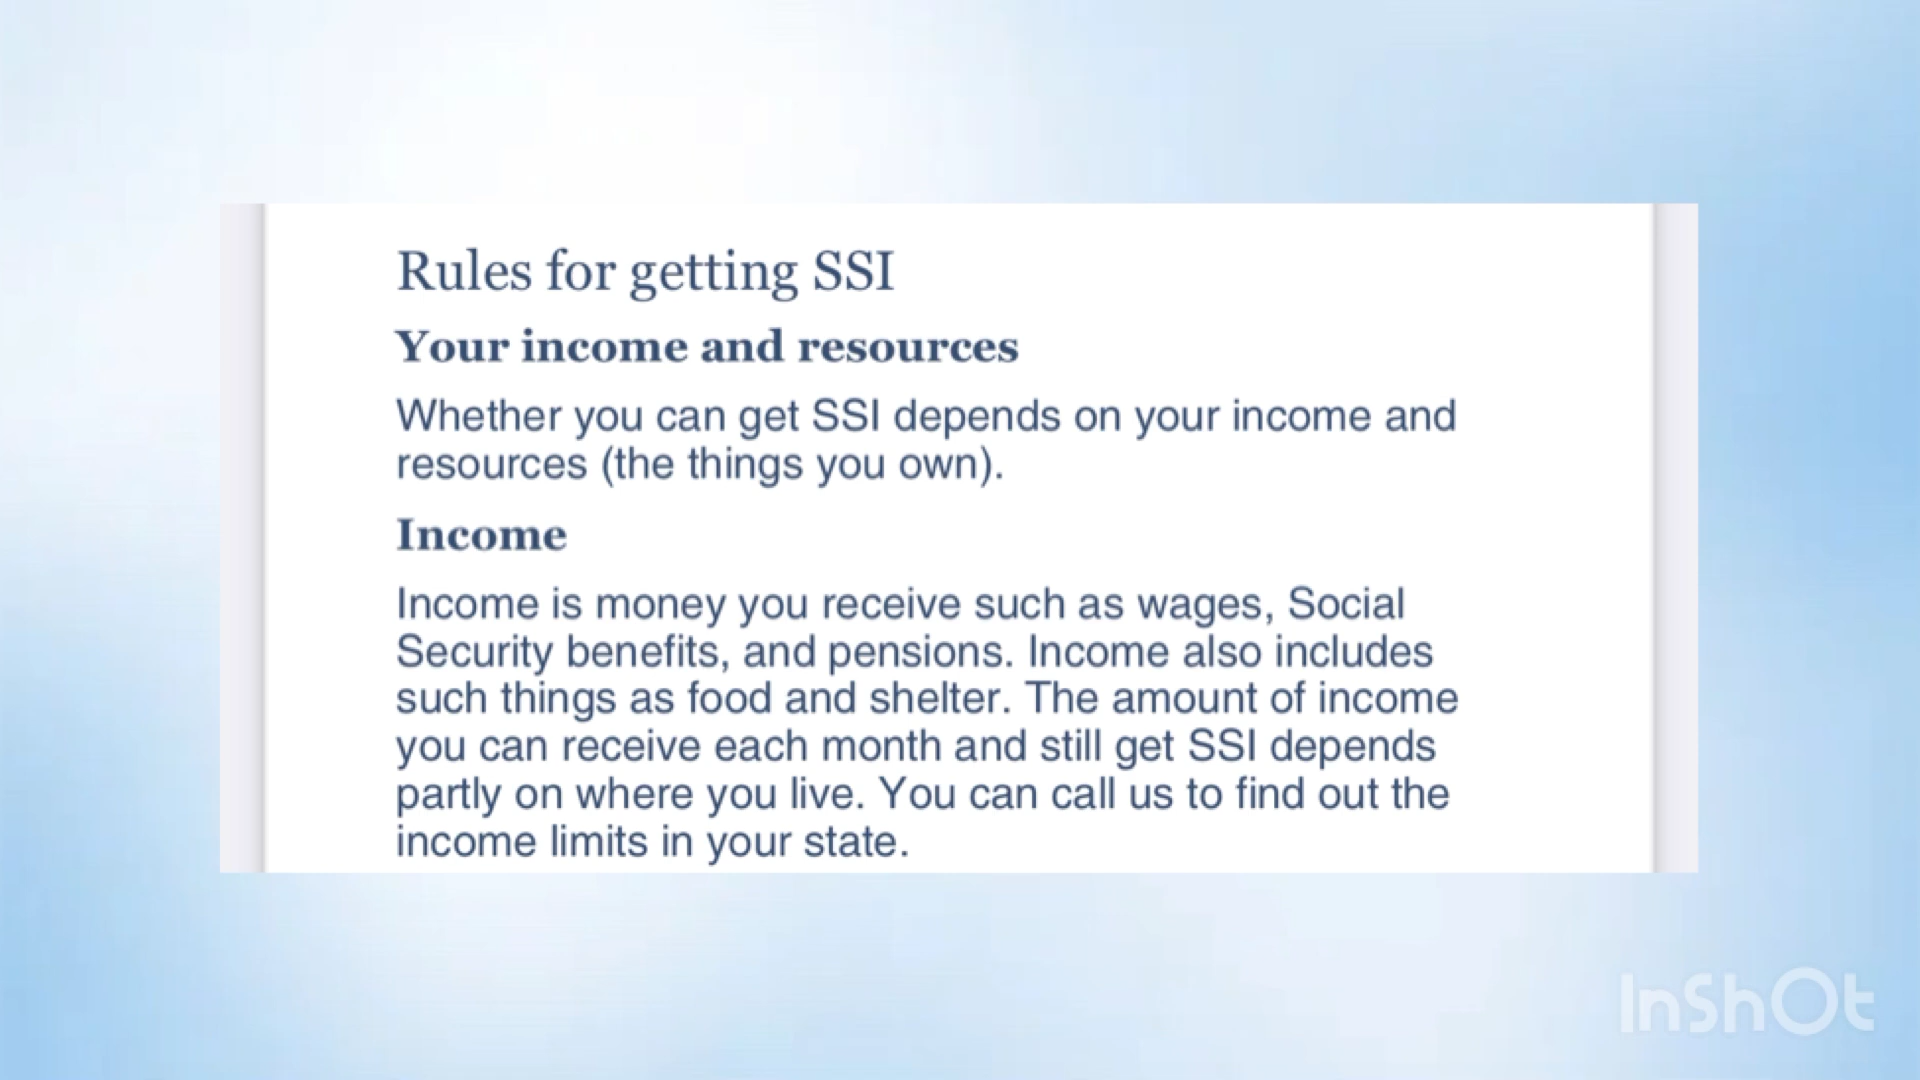 Rules for getting SSI
Your income and resources
Whether you can get SSI depends on your income and
resources (the things you own).
Income
Income is money you receive such as wages, Social
Security benefits, and pensions. Income also includes
such things as food and shelter. The amount of income
you can receive each month and still get SSI depends
partly on where you live. You can call us to find out the
income limits in your state.
InShOt